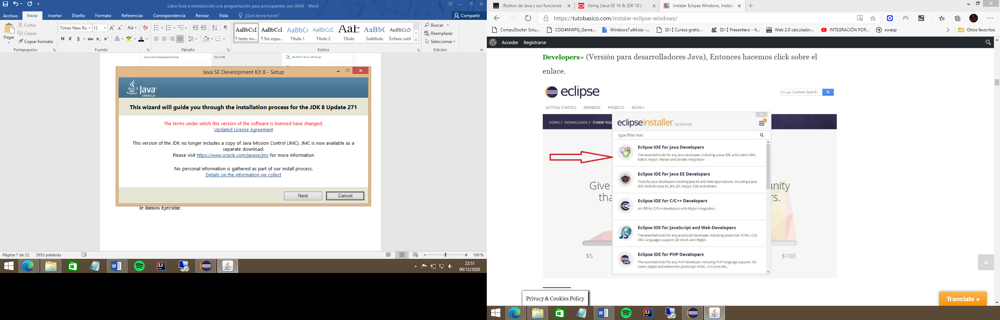 Libro Guía e introducción a la programación para principiantes con JAVA - Word
Archivo Inicio Insertar Diseño Formato Referencias Correspondencia Revisar Vista ¿Qué desea hacer? Compartir
Pegar
Cortar
Copiar
Copiar formato
Portapapeles
Times New Ro 12
Aa
N K S abc x₂ x²
Fuente
Párrafo
AaBbCcI AaBbCcI AaBbCc AaBbCcE AaB AaBbC AaBbCcD
¶ texto no... ¶ Sin espa... Título 1 Título 2 Título Subtítulo Énfasis sutil
Estilos
Buscar
Reemplazar
Seleccionar
Edición
Linux x64 Compressed Archive 136.51 MB jdk-8u271-linux-x64.tar.gz
Java SE Development Kit 8 - Setup
Java
ORACLE
This wizard will guide you through the installation process for the JDK 8 Update 271
The terms under which this version of the software is licensed have changed.
Updated License Agreement
This version of the JDK no longer includes a copy of Java Mission Control (JMC). JMC is now available as a
separate download.
Please visit https://www.oracle.com/javase/jmc for more information
No personal information is gathered as part of our install process.
Details on the information we collect
Next Cancel
le damos Ejecutar.
Página 7 de 22 2953 palabras 100 %
22:51
09/12/2020
JButton de Java y sus funciones
String (Java SE 10 & JDK 10 )
Instalar Eclipse Windows, Instala
https://tutobasico.com/instalar-eclipse-windows/
CompuDoctor Solu... COD4MWPG_Game... Windows7.x64.iso -... Cursos gratis... Presentarsi - It... Web 2.0 calculador... INTEGRACIÓN POR... owasp Otros favoritos
Acceder Registrarse
Developers» (Versión para desarrolladores Java), Entonces hacemos click sobre el
enlace.
eclipse
Google Custom Search
GETTING STARTED MEMBERS PROJECTS MORE
HOME / DOWNLOADS / THANK YOU
eclipseinstaller by Oomph
type filter text
Eclipse IDE for Java Developers
The essential tools for any Java developer, including a Java IDE, a Git client, XML
Editor, Mylyn, Maven and Gradle integration
Eclipse IDE for Java EE Developers
Tools for Java developers creating Java EE and Web applications, including a Java
IDE, tools for Java EE, JPA, JSF, Mylyn, EGit and others.
Eclipse IDE for C/C++ Developers
An IDE for C/C++ developers with Mylyn integration.
Eclipse IDE for JavaScript and Web Developers
The essential tools for any JavaScript developer, including JavaScript, HTML, CSS,
XML languages support, Git client, and Mylyn.
Eclipse IDE for PHP Developers
The essential tools for any PHP developer, including PHP language support, Git
client, Mylyn and editors for JavaScript, HTML, CSS and XML.
Give nity
tha rs.
$5 $100
Privacy & Cookies Policy
Translate »